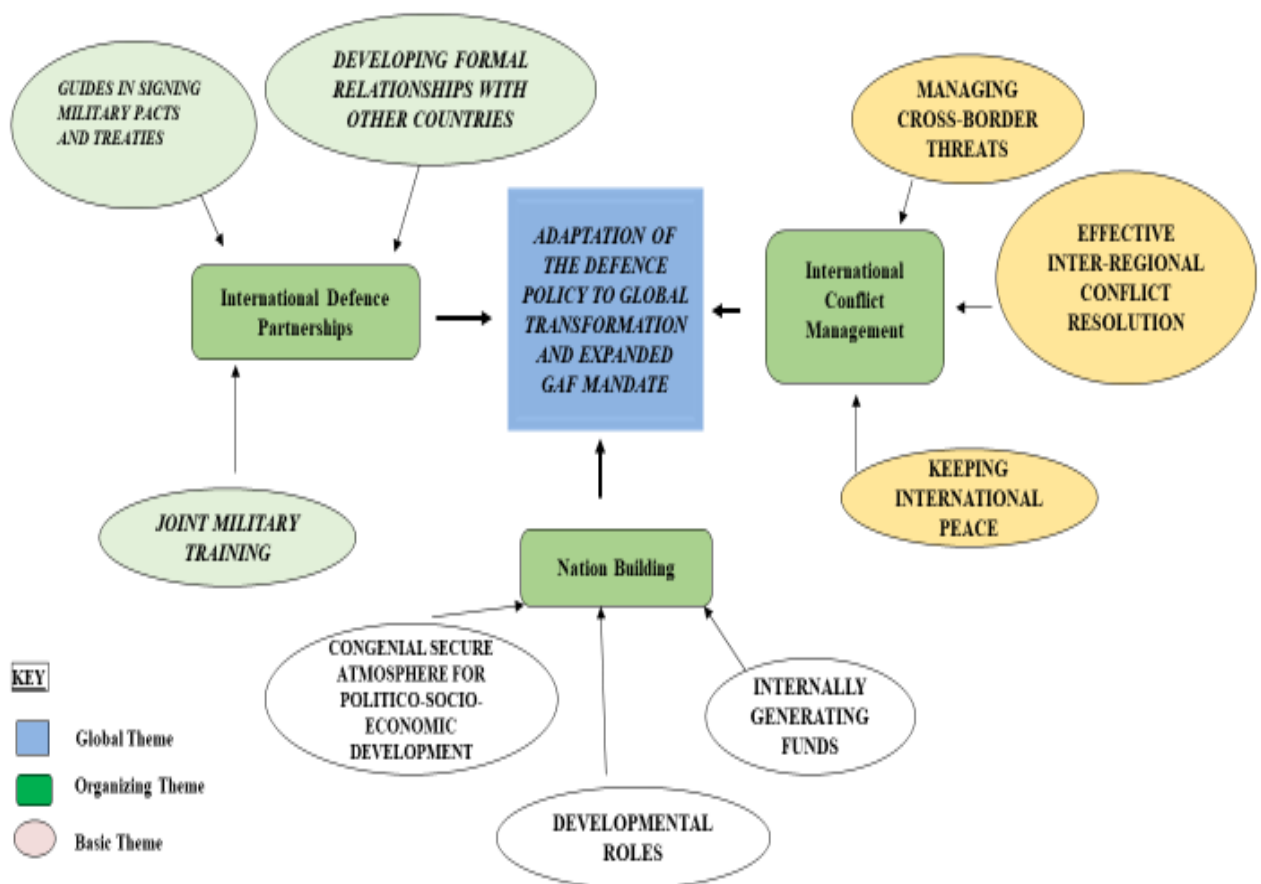 GUIDES IN SIGNING
MILITARY PACTS
AND TREATIES
DEVELOPING FORMAL
RELATIONSHIPS WITH
OTHER COUNTRIES
MANAGING
CROSS-BORDER
THREATS
EFFECTIVE
INTER-REGIONAL
CONFLICT
RESOLUTION
International Defence
Partnerships
ADAPTATION OF
THE DEFENCE
POLICY TO GLOBAL
TRANSFORMATION
AND EXPANDED
GAF MANDATE
International
Conflict
Management
JOINT MILITARY
TRAINING
KEEPING
INTERNATIONAL
PEACE
Nation Building
CONGENIAL SECURE
ATMOSPHERE FOR
POLITICO-SOCIO-
ECONOMIC
DEVELOPMENT
INTERNALLY
GENERATING
FUNDS
DEVELOPMENTAL
ROLES
KEY
Global Theme
Organizing Theme
Basic Theme